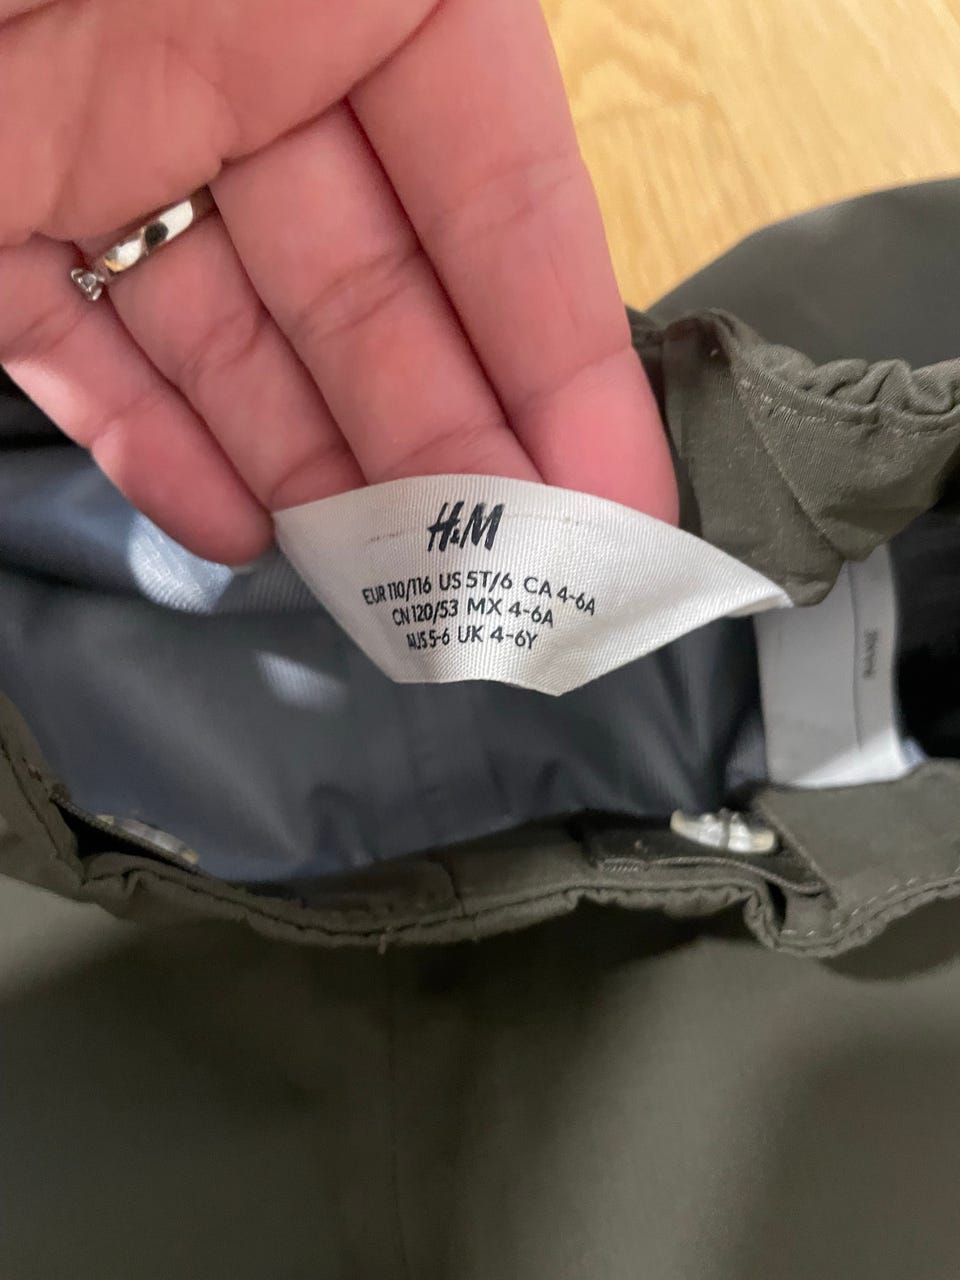 H&M
EUR 110/116 US 5T/6 CA 4-6A
CN 120/53 MX 4-6A
AUS 5-6 UK 4-6Y